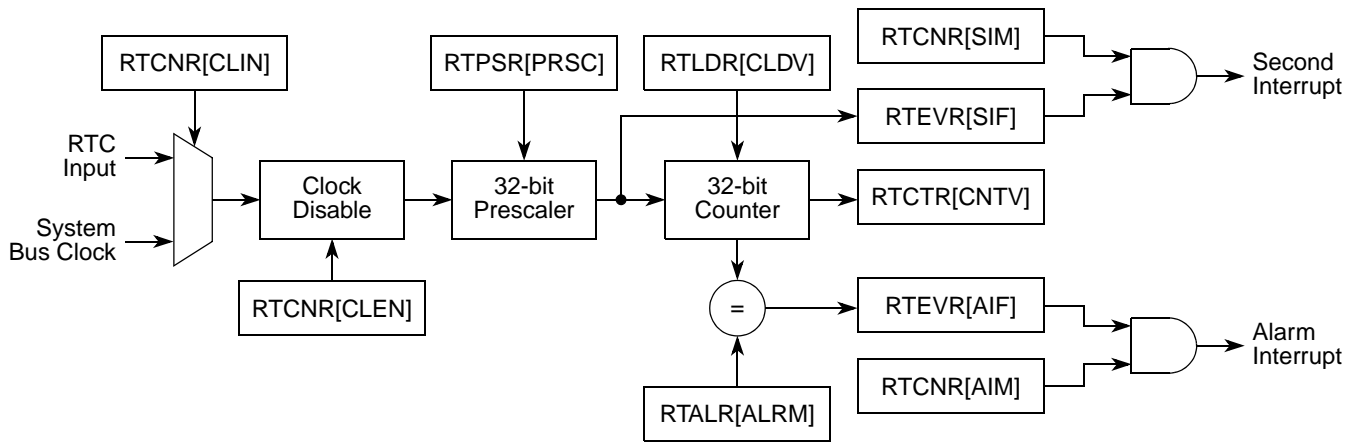 RTCNR[CLIN]
RTPSR[PRSC]
RTLDR[CLDV]
RTCNR[SIM]
Second
Interrupt
RTEVR[SIF]
RTC
Input
Clock
Disable
32-bit
Prescaler
32-bit
Counter
RTCTR[CNTV]
System
Bus Clock
RTCNR[CLEN]
=
RTEVR[AIF]
Alarm
Interrupt
RTCNR[AIM]
RTALR[ALRM]